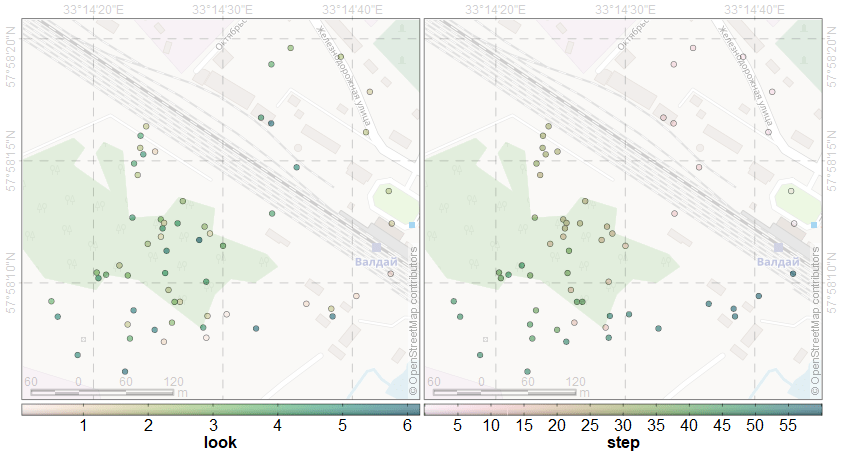 33°14'20"E 33°14'30"E 33°14'40"E 33°14'20"E 33°14'30"E 33°14'40"E
57°58'20"N 57°58'20"N
57°58'15"N 57°58'15"N
57°58'10"N 57°58'10"N
Октябрьс Октябрьс
Железнодорожная улица Железнодорожная улица
Валдай Валдай
© OpenStreetMap contributors © OpenStreetMap contributors
60 0 60 120 m 60 0 60 120 m
1 2 3 4 5 6 5 10 15 20 25 30 35 40 45 50 55
look step